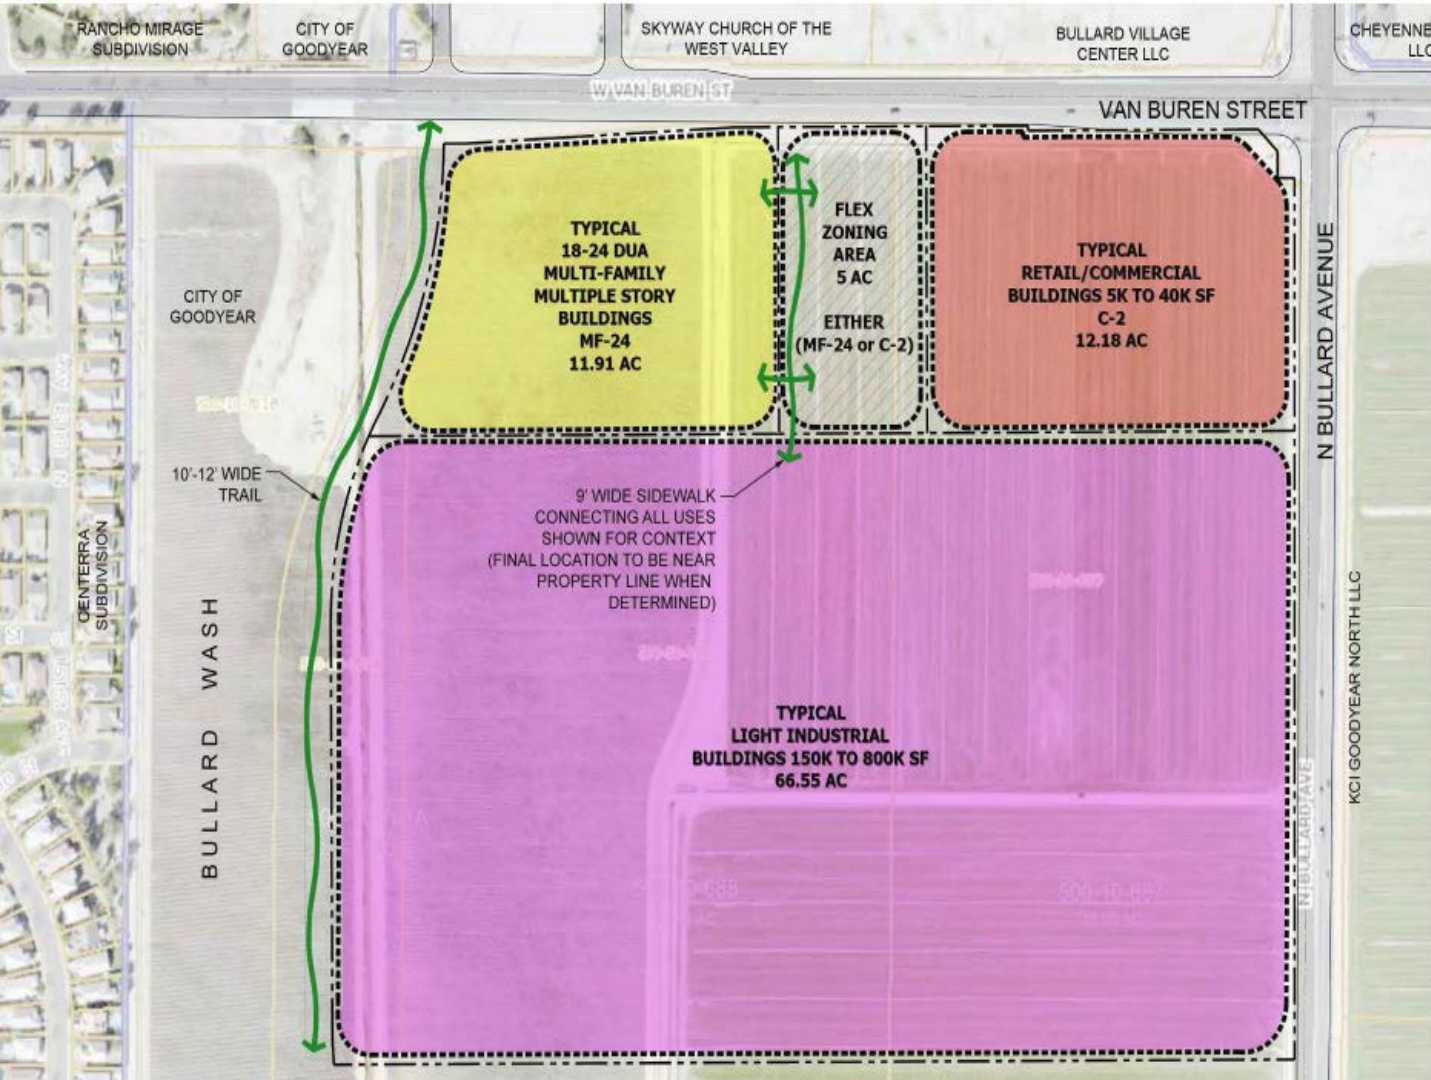 RANCHO MIRAGE
SUBDIVISION
CITY OF
GOODYEAR
SKYWAY CHURCH OF THE
WEST VALLEY
BULLARD VILLAGE
CENTER LLC
CHEYENNE
LLC
W VAN BUREN ST
VAN BUREN STREET
TYPICAL
18-24 DUA
MULTI-FAMILY
MULTIPLE STORY
BUILDINGS
MF-24
11.91 AC
FLEX
ZONING
AREA
5 AC
EITHER
(MF-24 or C-2)
TYPICAL
RETAIL/COMMERCIAL
BUILDINGS 5K TO 40K SF
C-2
12.18 AC
N BULLARD AVENUE
CITY OF
GOODYEAR
10'-12' WIDE
TRAIL
9' WIDE SIDEWALK
CONNECTING ALL USES
SHOWN FOR CONTEXT
(FINAL LOCATION TO BE NEAR
PROPERTY LINE WHEN
DETERMINED)
CENTERRA
SUBDIVISION
BULLARD WASH
TYPICAL
LIGHT INDUSTRIAL
BUILDINGS 150K TO 800K SF
66.55 AC
KCI GOODYEAR NORTH LLC
N BULLARD AVE